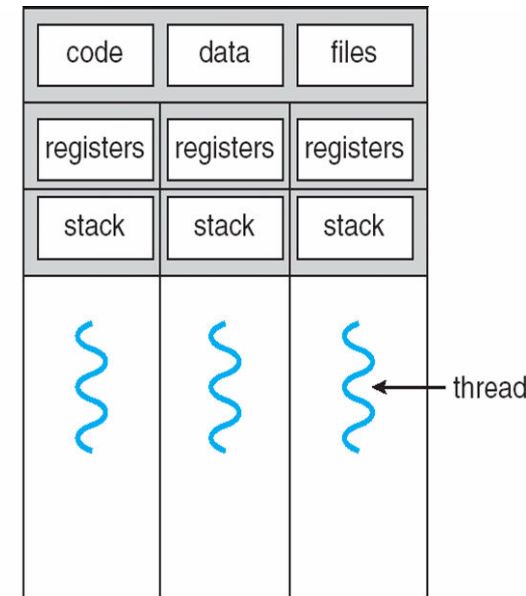 code data files
registers registers registers
stack stack stack
thread